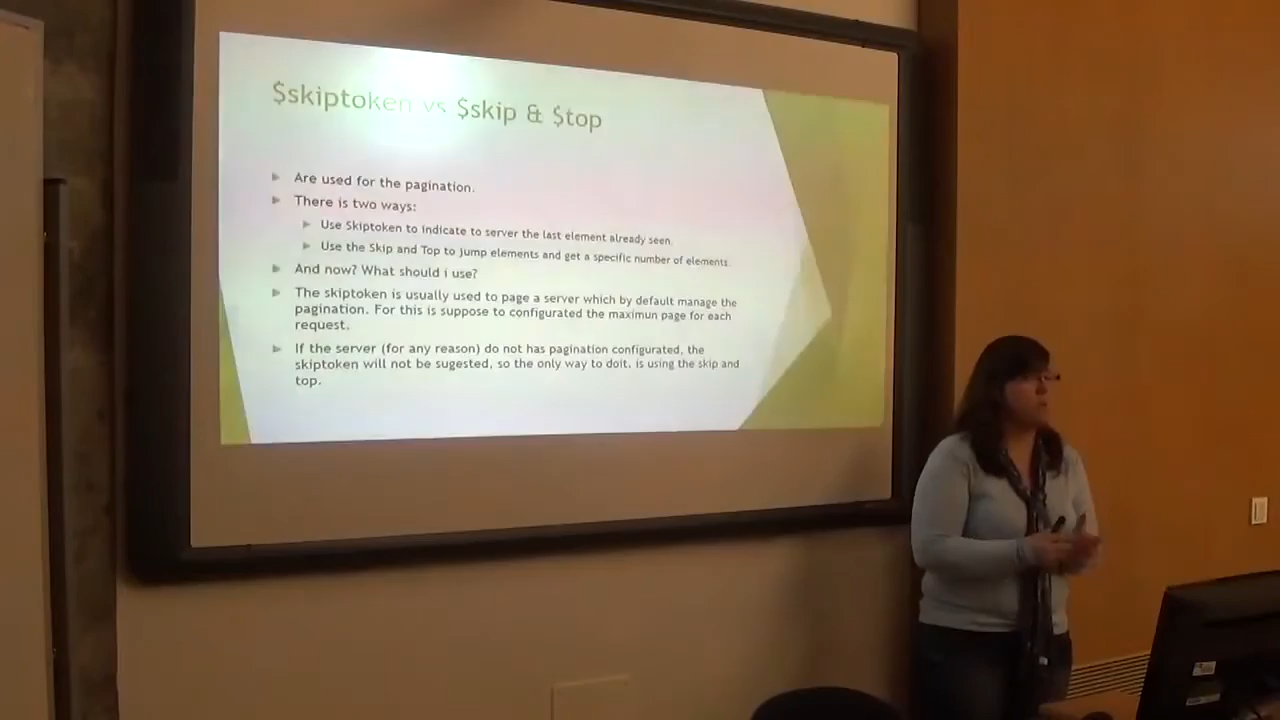 $skiptoken vs $skip & $top
Are used for the pagination.
There is two ways:
Use Skiptoken to indicate to server the last element already seen.
Use the Skip and Top to jump elements and get a specific number of elements.
And now? What should i use?
The skiptoken is usually used to page a server which by default manage the
pagination. For this is suppose to configurated the maximun page for each
request.
If the server (for any reason) do not has pagination configurated, the
skiptoken will not be sugested, so the only way to doit. is using the skip and
top.